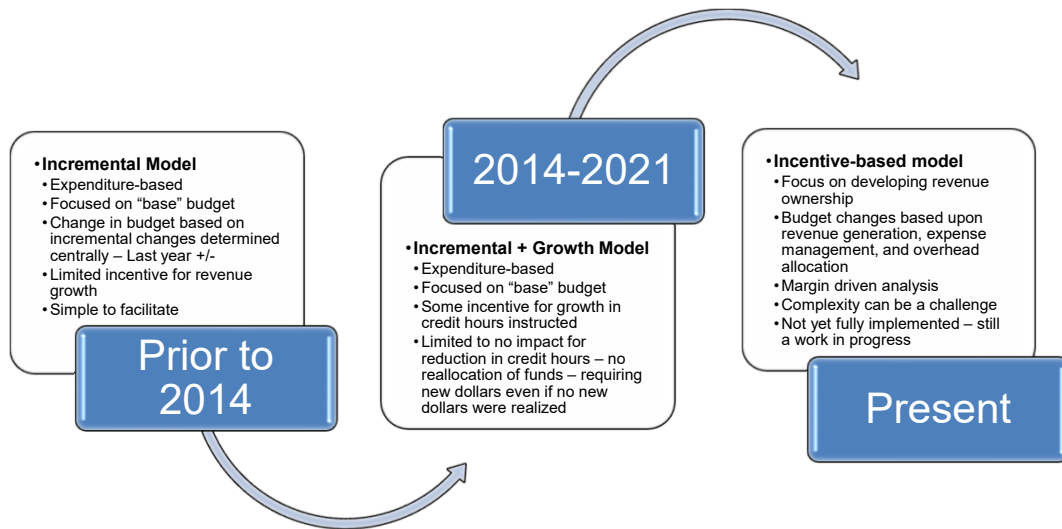 • Incremental Model
• Expenditure-based
• Focused on “base” budget
• Change in budget based on
incremental changes determined
centrally – Last year +/-
• Limited incentive for revenue
growth
• Simple to facilitate
Prior to
2014
2014-2021
• Incremental + Growth Model
• Expenditure-based
• Focused on “base” budget
• Some incentive for growth in
credit hours instructed
• Limited to no impact for
reduction in credit hours – no
reallocation of funds – requiring
new dollars even if no new
dollars were realized
• Incentive-based model
• Focus on developing revenue
ownership
• Budget changes based upon
revenue generation, expense
management, and overhead
allocation
• Margin driven analysis
• Complexity can be a challenge
• Not yet fully implemented – still
a work in progress
Present